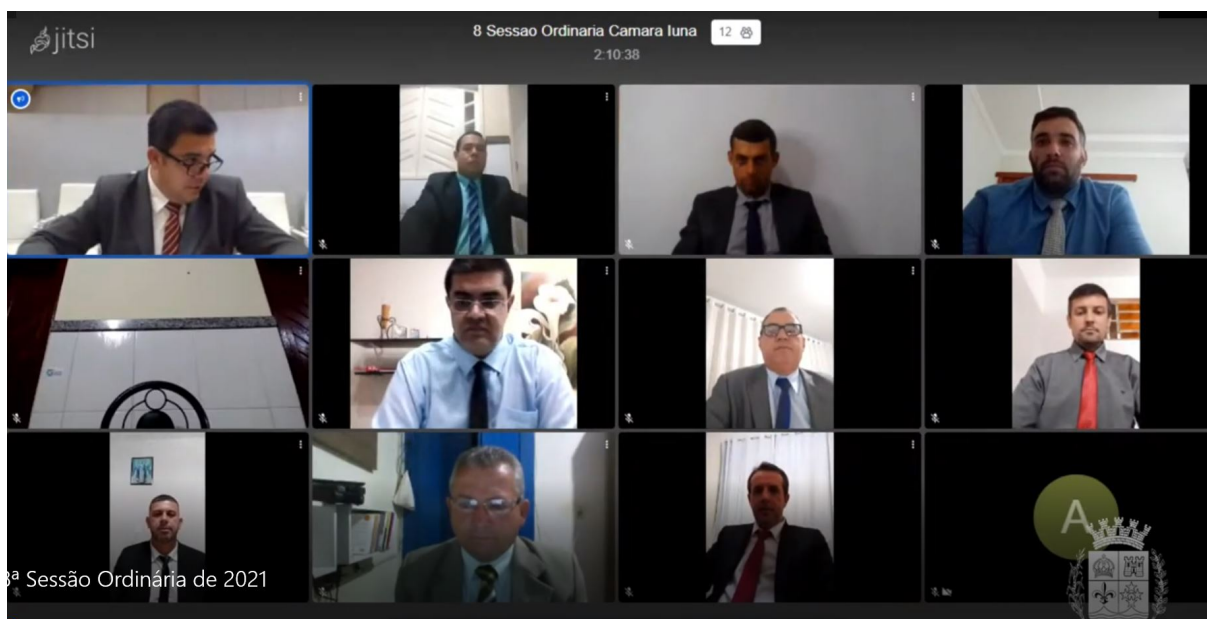 jitsi
8 Sessao Ordinaria Camara Iuna
12
2:10:38
A
8ª Sessão Ordinária de 2021